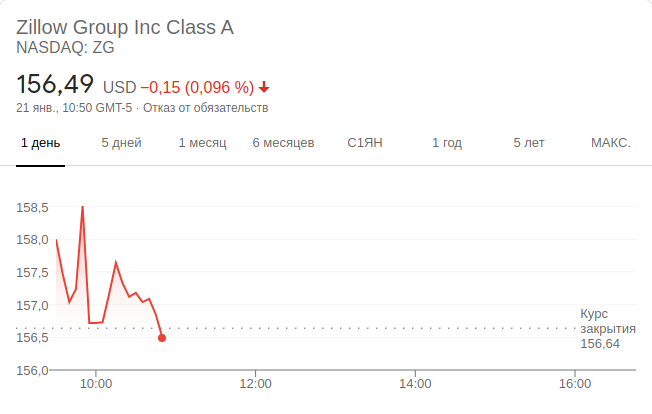 Zillow Group Inc Class A
NASDAQ: ZG
156,49 USD −0,15 (0,096 %)
21 янв., 10:50 GMT-5 · Отказ от обязательств
1 день 5 дней 1 месяц 6 месяцев С1ЯН 1 год 5 лет МАКС.
158,5
158,0
157,5
157,0
156,5
156,0
Курс
закрытия
156,64
10:00 12:00 14:00 16:00